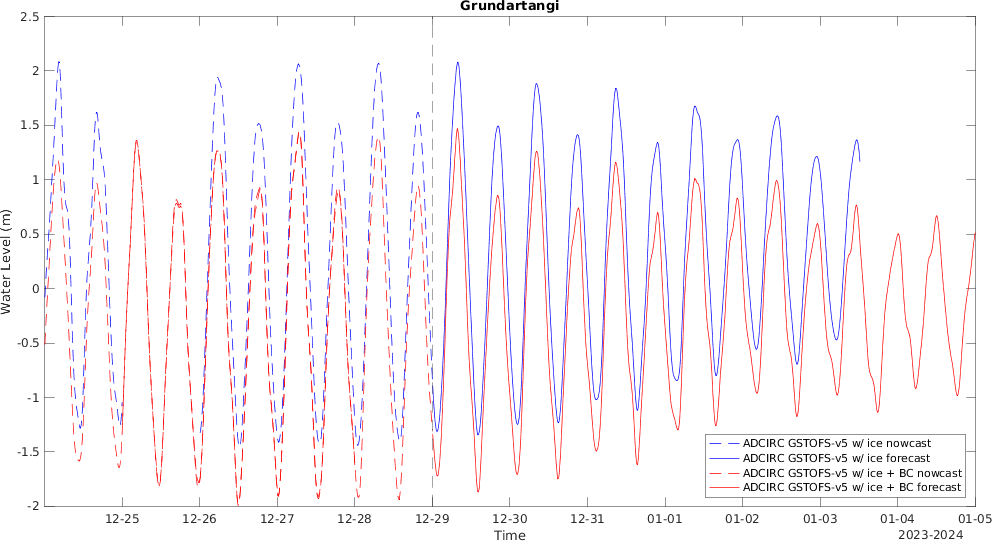 Grundartangi
2.5
2
1.5
1
0.5
0
-0.5
-1
-1.5
-2
Water Level (m)
12-25 12-26 12-27 12-28 12-29 12-30 12-31 01-01 01-02 01-03 01-04 01-05
Time
2023-2024
ADCIRC GSTOFS-v5 w/ ice nowcast
ADCIRC GSTOFS-v5 w/ ice forecast
ADCIRC GSTOFS-v5 w/ ice + BC nowcast
ADCIRC GSTOFS-v5 w/ ice + BC forecast